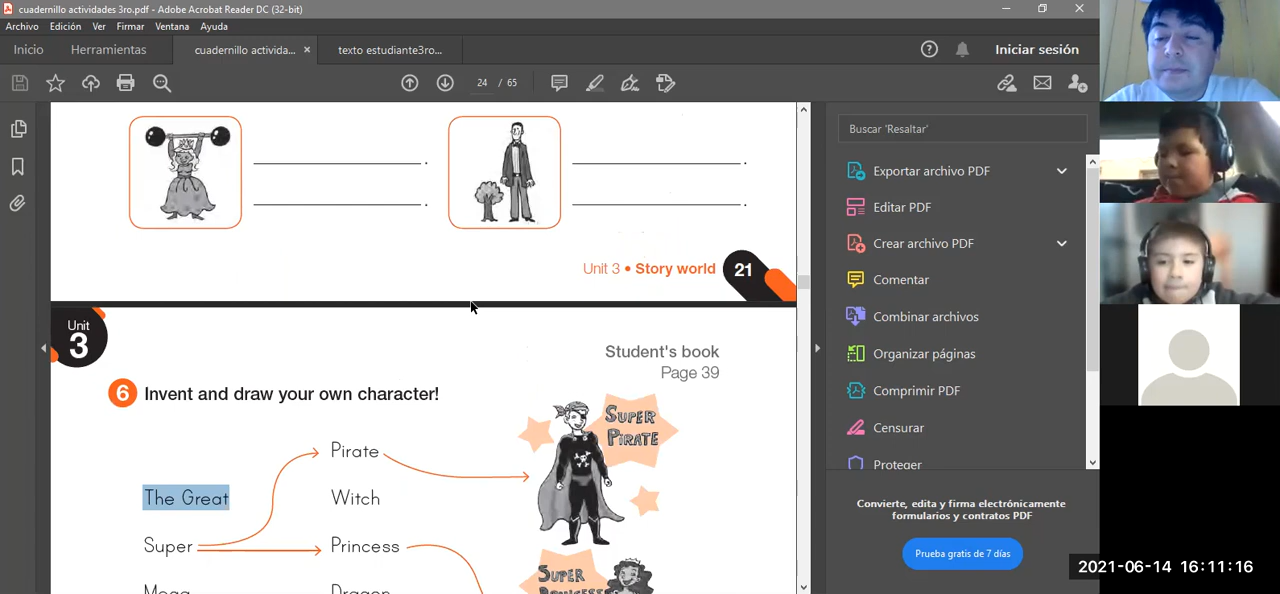 cuadernillo actividades 3ro.pdf - Adobe Acrobat Reader DC (32-bit)
Archivo Edición Ver Firmar Ventana Ayuda
Inicio Herramientas cuadernillo activida... × texto estudiante3ro... Iniciar sesión
24 / 65
Buscar 'Resaltar'
Exportar archivo PDF
Editar PDF
Crear archivo PDF
Comentar
Combinar archivos
Organizar páginas
Comprimir PDF
Censurar
Proteger
Convierte, edita y firma electrónicamente
formularios y contratos PDF
Prueba gratis de 7 días
Unit 3 • Story world 21
Unit
3
Student's book
Page 39
6 Invent and draw your own character!
SUPER
PIRATE
Pirate
The Great Witch
Super Princess
SUPER
PRINCESS
Mega Dragon
2021-06-14 16:11:16